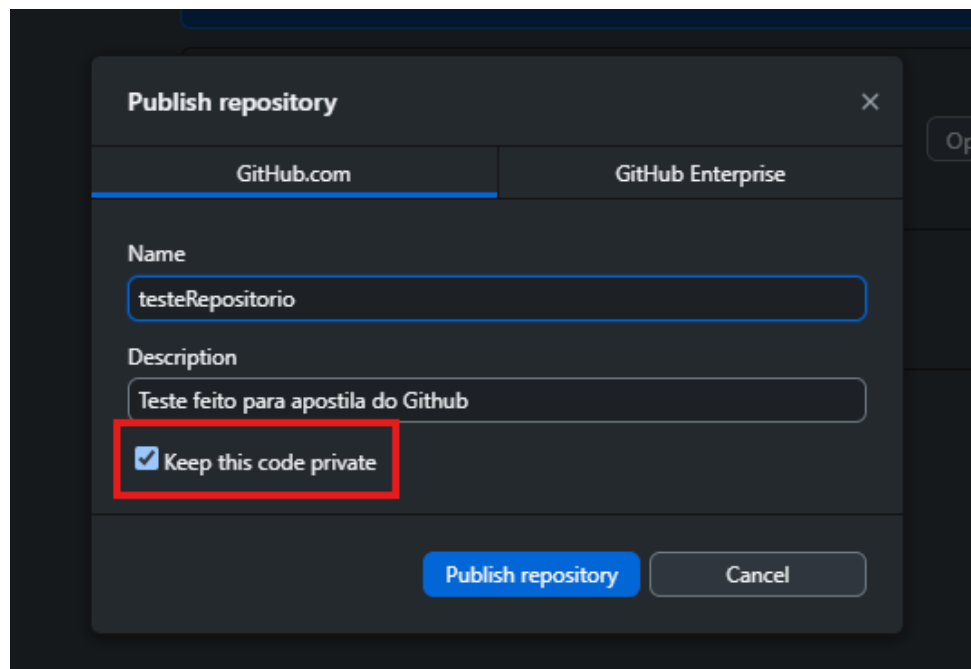 Publish repository
GitHub.com
GitHub Enterprise
Name
testeRepositorio
Description
Teste feito para apostila do Github
Keep this code private
Publish repository
Cancel
Op